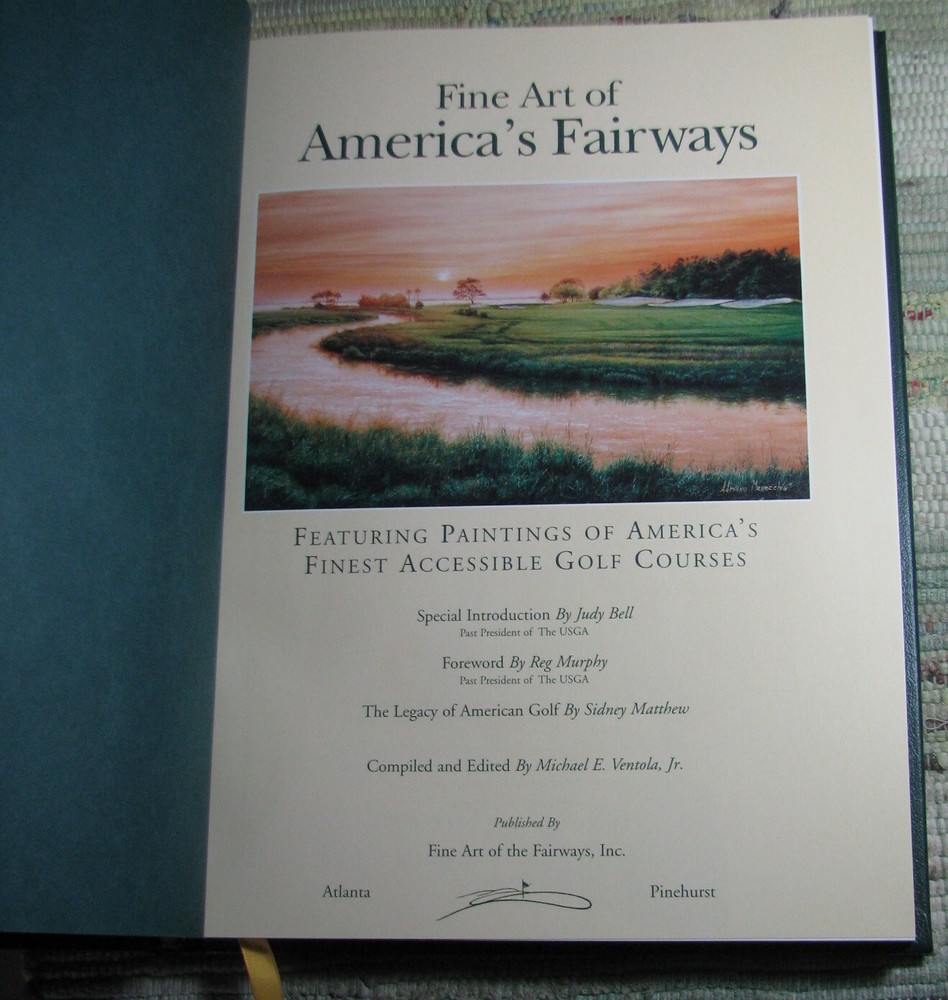 Fine Art of
America's Fairways
FEATURING PAINTINGS OF AMERICA'S
FINEST ACCESSIBLE GOLF COURSES
Special Introduction By Judy Bell
Past President of The USGA
Foreword By Reg Murphy
Past President of The USGA
The Legacy of American Golf By Sidney Matthew
Compiled and Edited By Michael E. Ventola, Jr.
Published By
Fine Art of the Fairways, Inc.
Atlanta Pinehurst